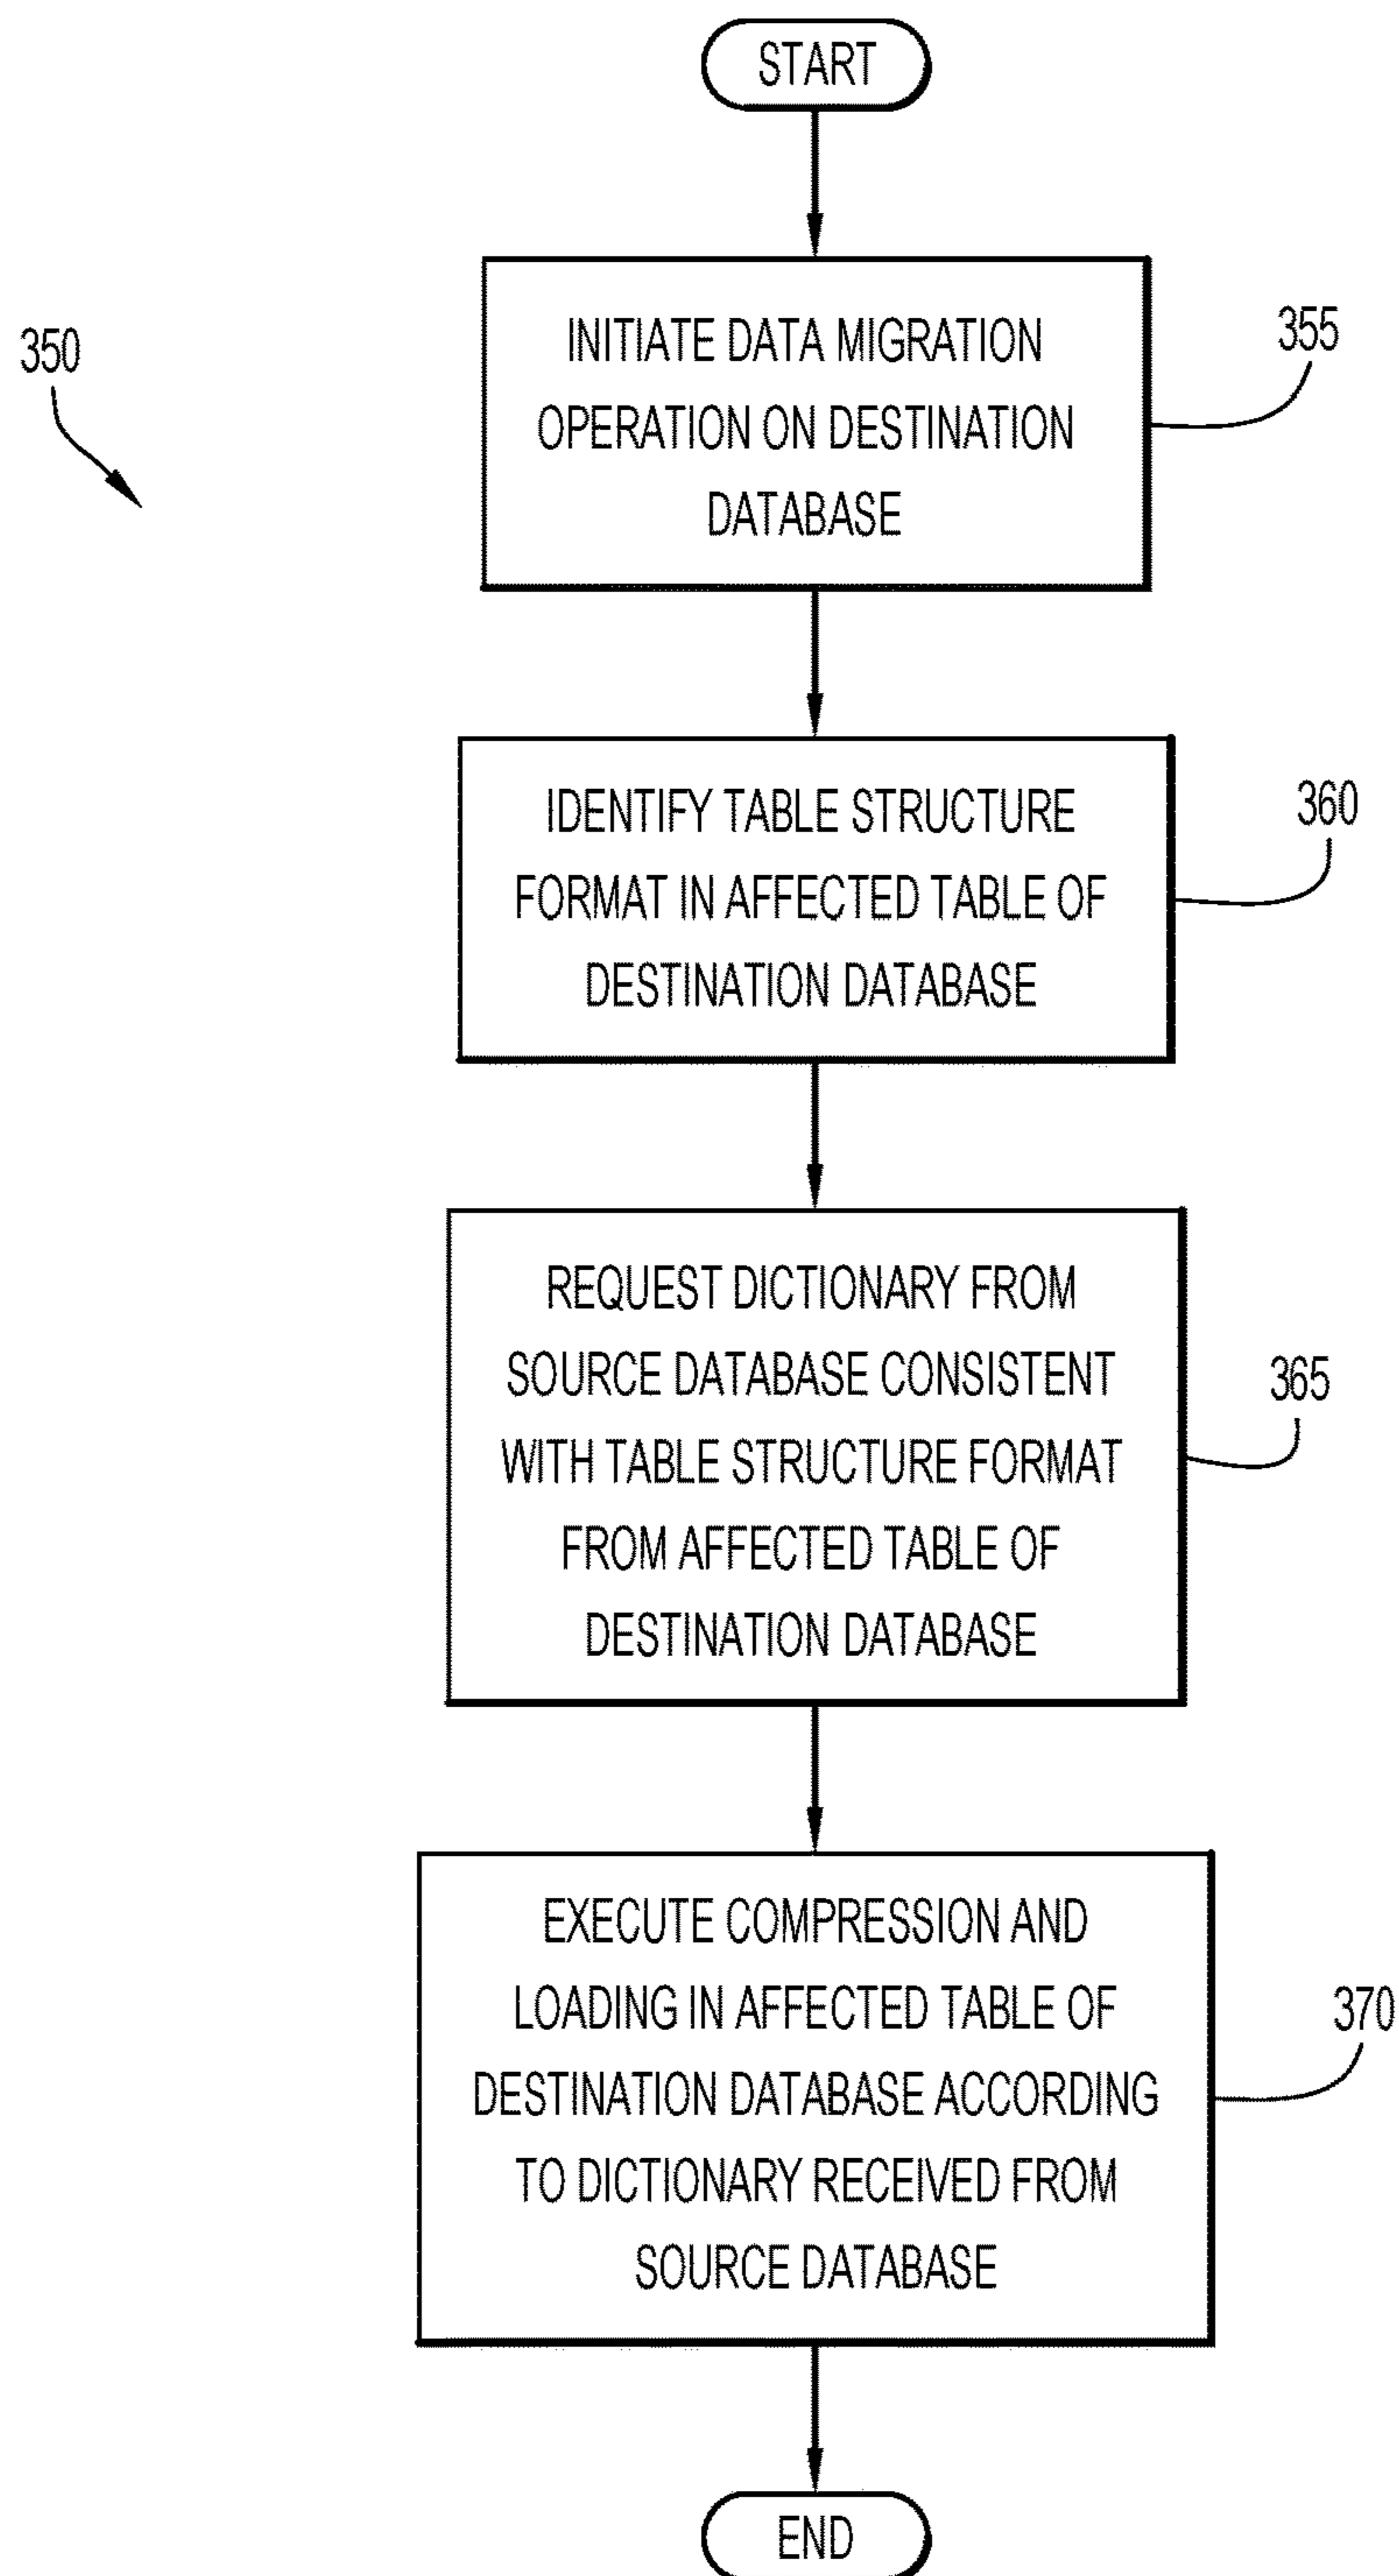 START
350
INITIATE DATA MIGRATION
OPERATION ON DESTINATION
DATABASE
355
IDENTIFY TABLE STRUCTURE
FORMAT IN AFFECTED TABLE OF
DESTINATION DATABASE
360
REQUEST DICTIONARY FROM
SOURCE DATABASE CONSISTENT
WITH TABLE STRUCTURE FORMAT
FROM AFFECTED TABLE OF
DESTINATION DATABASE
365
EXECUTE COMPRESSION AND
LOADING IN AFFECTED TABLE OF
DESTINATION DATABASE ACCORDING
TO DICTIONARY RECEIVED FROM
SOURCE DATABASE
370
END